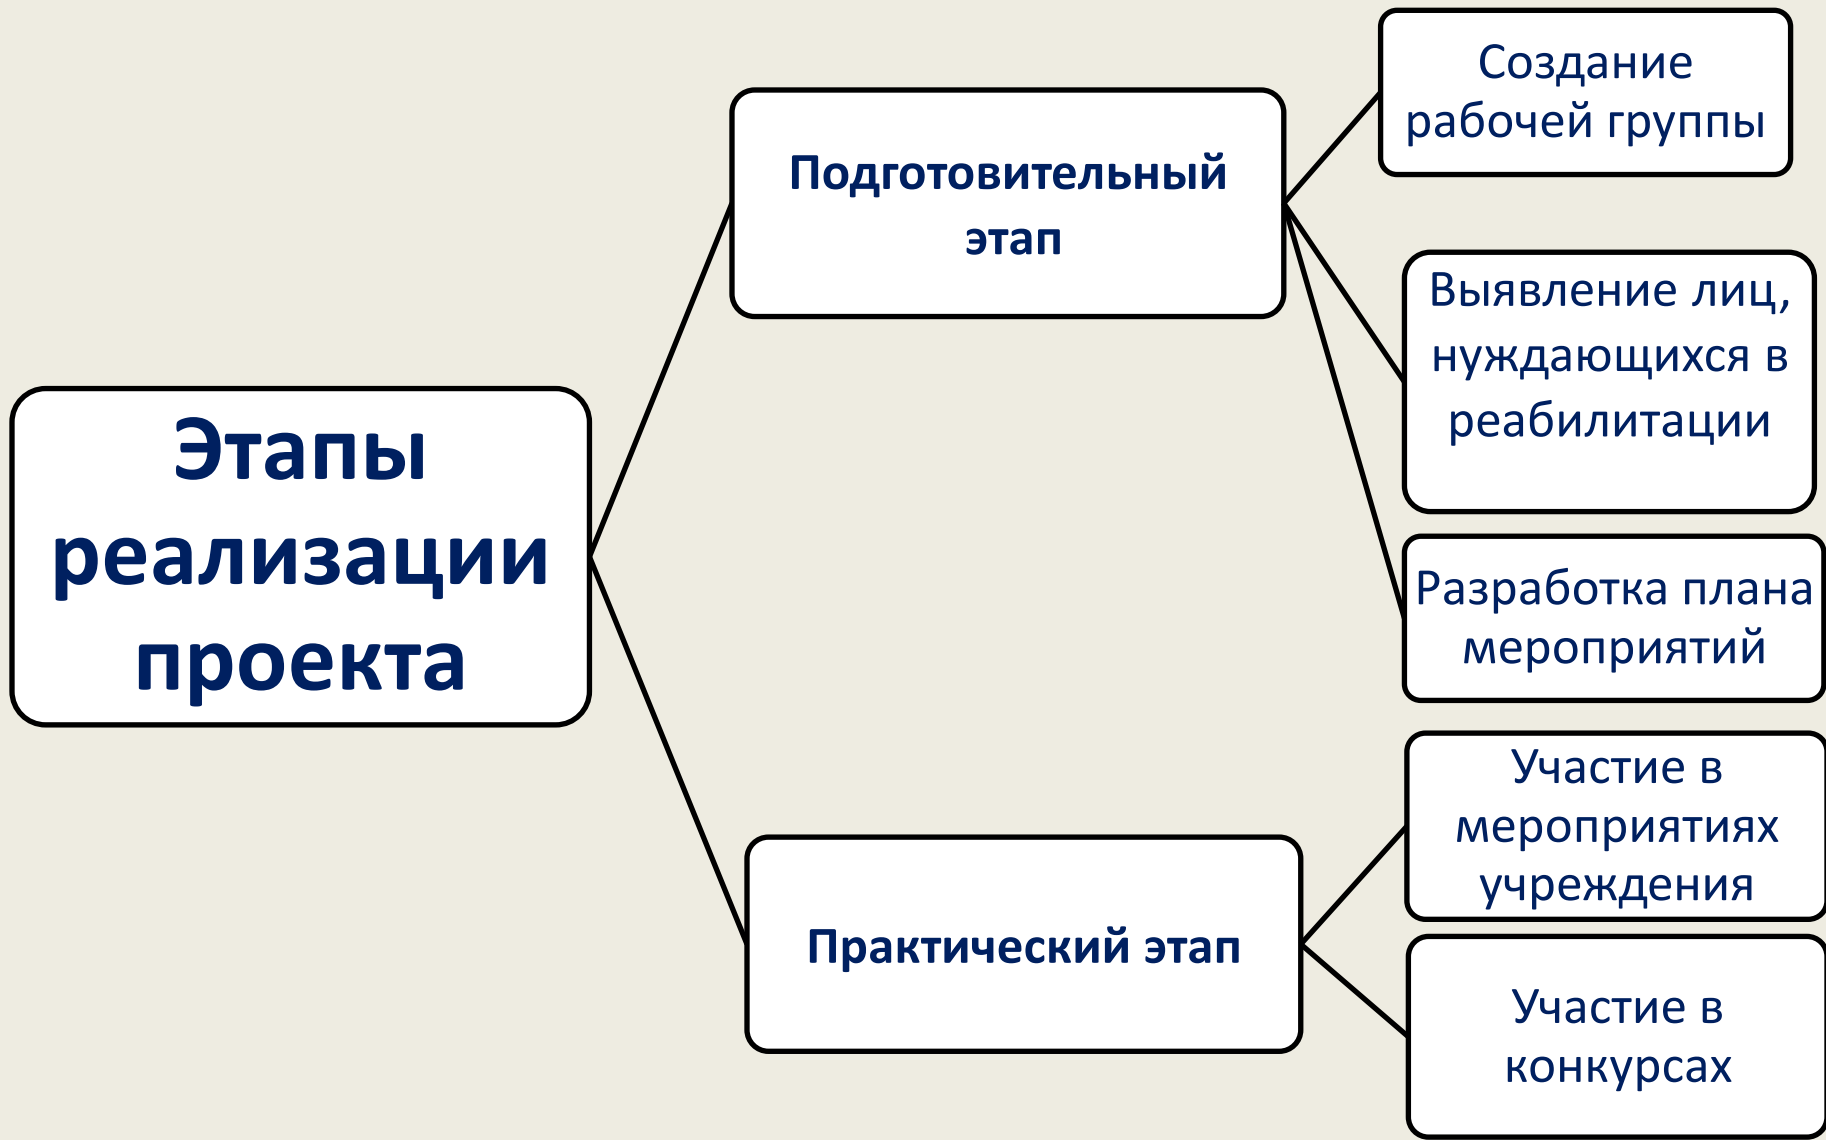 Этапы
реализации
проекта
Подготовительный
этап
Создание
рабочей группы
Выявление лиц,
нуждающихся в
реабилитации
Разработка плана
мероприятий
Практический этап
Участие в
мероприятиях
учреждения
Участие в
конкурсах